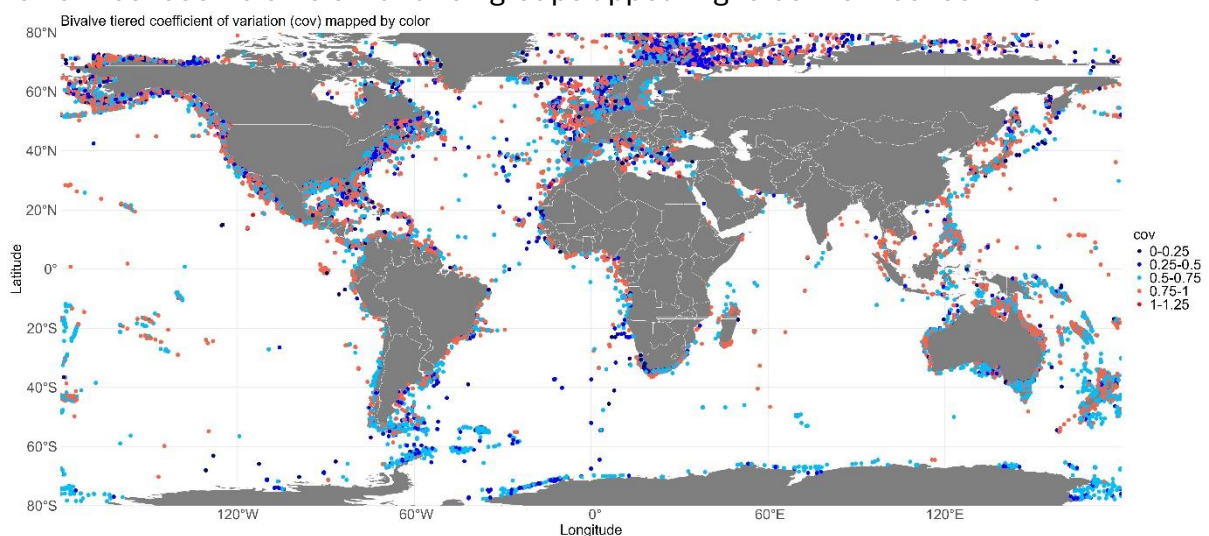 Bivalve tiered coefficient of variation (cov) mapped by color
80°N
60°N
40°N
20°N
0°
20°S
40°S
60°S
80°S
Latitude
120°W
60°W
0°
60°E
120°E
Longitude
cov
0-0.25
0.25-0.5
0.5-0.75
0.75-1
1-1.25